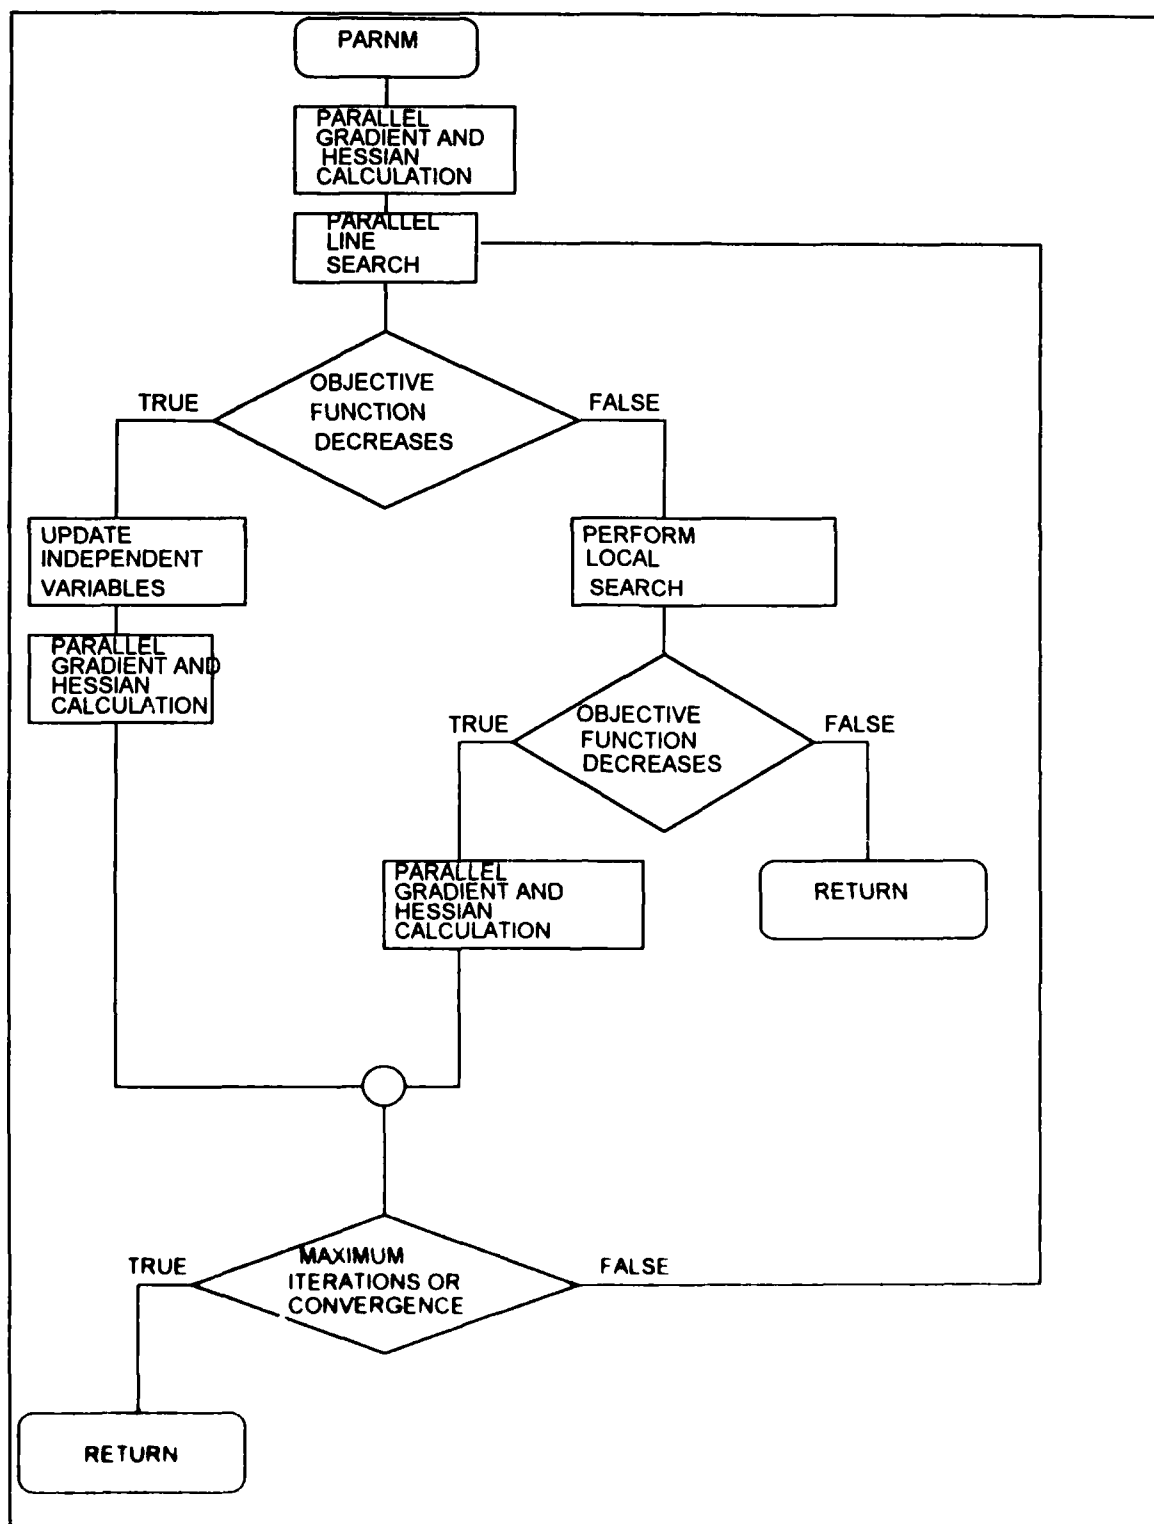 PARNM
PARALLEL
GRADIENT AND
HESSIAN
CALCULATION
PARALLEL
LINE
SEARCH
OBJECTIVE
FUNCTION
DECREASES
TRUE
FALSE
UPDATE
INDEPENDENT
VARIABLES
PERFORM
LOCAL
SEARCH
PARALLEL
GRADIENT AND
HESSIAN
CALCULATION
OBJECTIVE
FUNCTION
DECREASES
TRUE
FALSE
PARALLEL
GRADIENT AND
HESSIAN
CALCULATION
RETURN
MAXIMUM
ITERATIONS OR
CONVERGENCE
TRUE
FALSE
RETURN